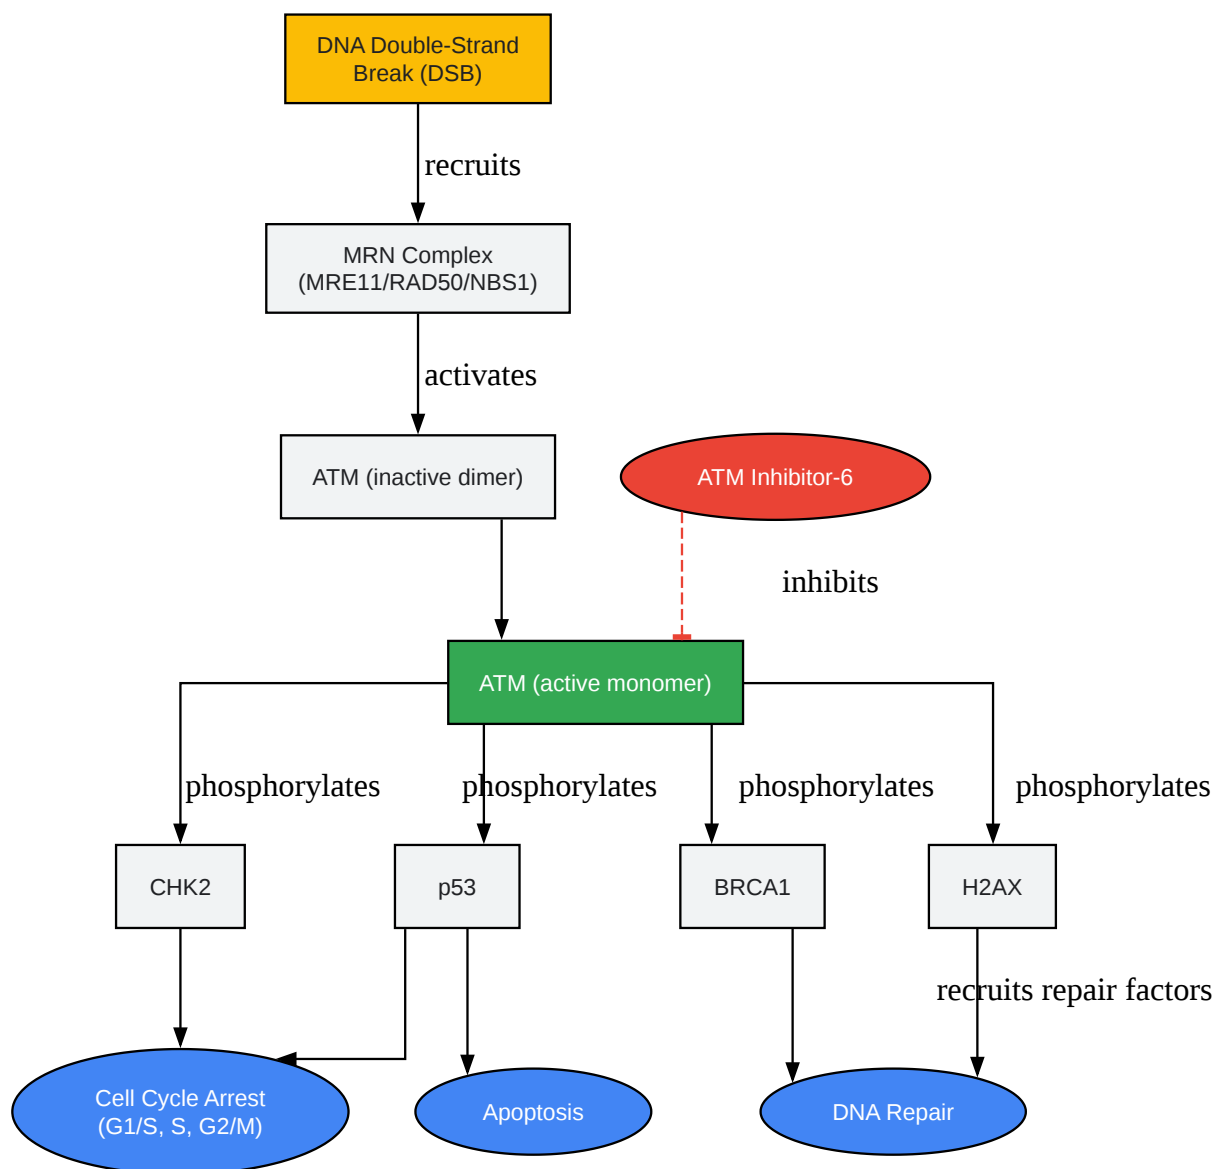 DNA Double-Strand
Break (DSB)
recruits
MRN Complex
(MRE11/RAD50/NBS1)
activates
ATM (inactive dimer)
ATM Inhibitor-6
inhibits
ATM (active monomer)
phosphorylates
phosphorylates
phosphorylates
phosphorylates
CHK2
p53
BRCA1
H2AX
recruits repair factors
Cell Cycle Arrest
(G1/S, S, G2/M)
Apoptosis
DNA Repair